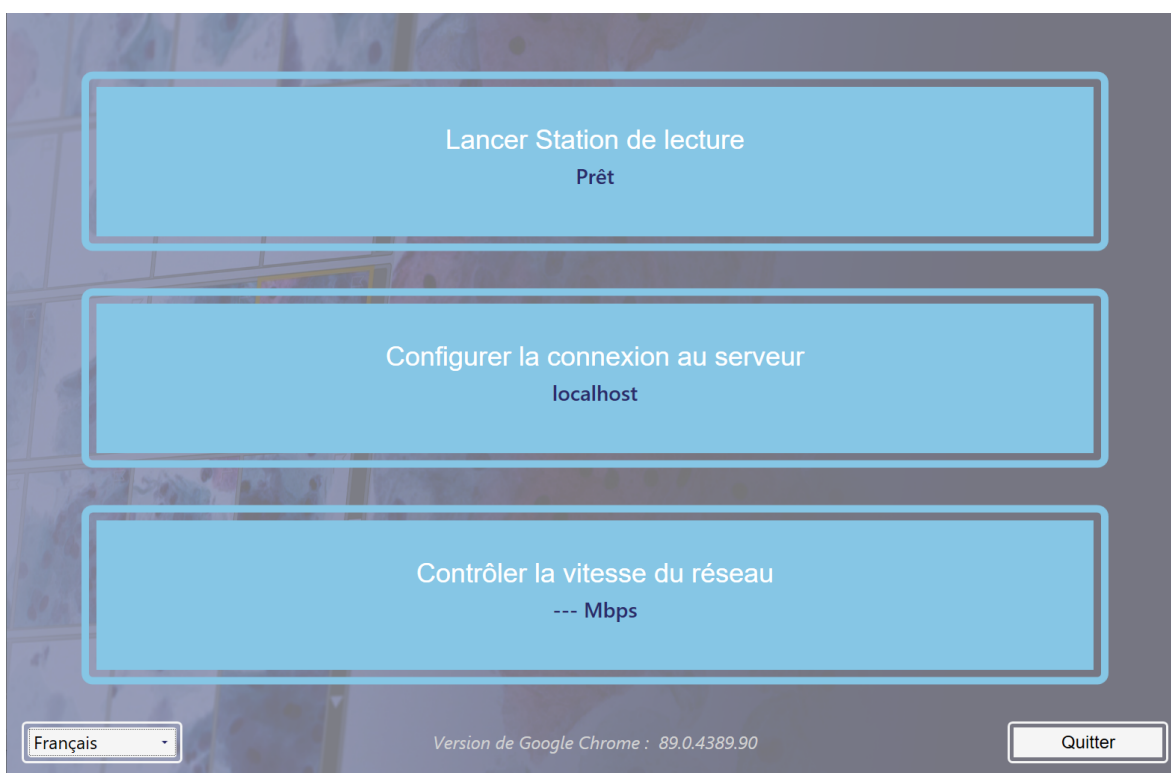 Lancer Station de lecture
Prêt
Configurer la connexion au serveur
localhost
Contrôler la vitesse du réseau
--- Mbps
Français
Version de Google Chrome : 89.0.4389.90
Quitter